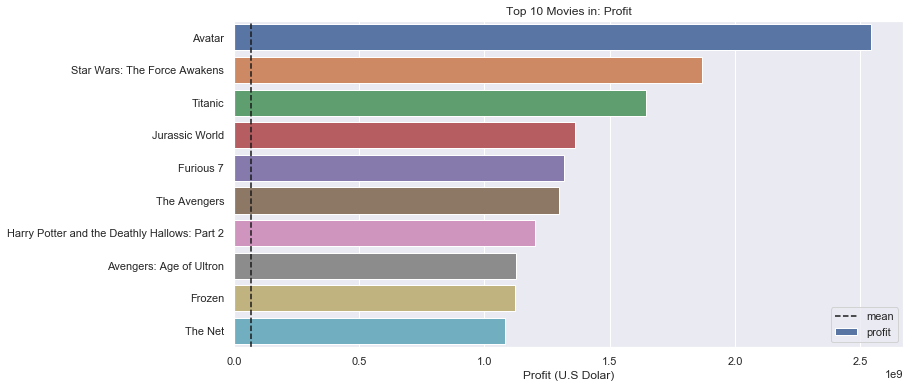 Top 10 Movies in: Profit
Avatar
Star Wars: The Force Awakens
Titanic
Jurassic World
Furious 7
The Avengers
Harry Potter and the Deathly Hallows: Part 2
Avengers: Age of Ultron
Frozen
The Net
mean
profit
0.0 0.5 1.0 1.5 2.0 2.5
1e9
Profit (U.S Dolar)